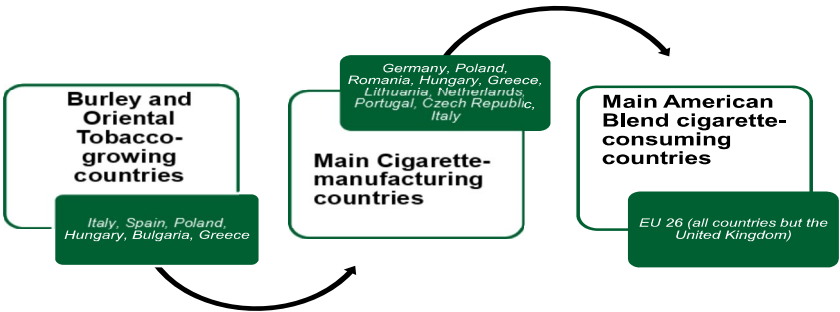 Burley and
Oriental
Tobacco-
growing
countries
Italy, Spain, Poland,
Hungary, Bulgaria, Greece
Germany, Poland,
Romania, Hungary, Greece,
Lithuania, Netherlands,
Portugal, Czech Republic,
Italy
Main Cigarette-
manufacturing
countries
Main American
Blend cigarette-
consuming
countries
EU 26 (all countries but the
United Kingdom)